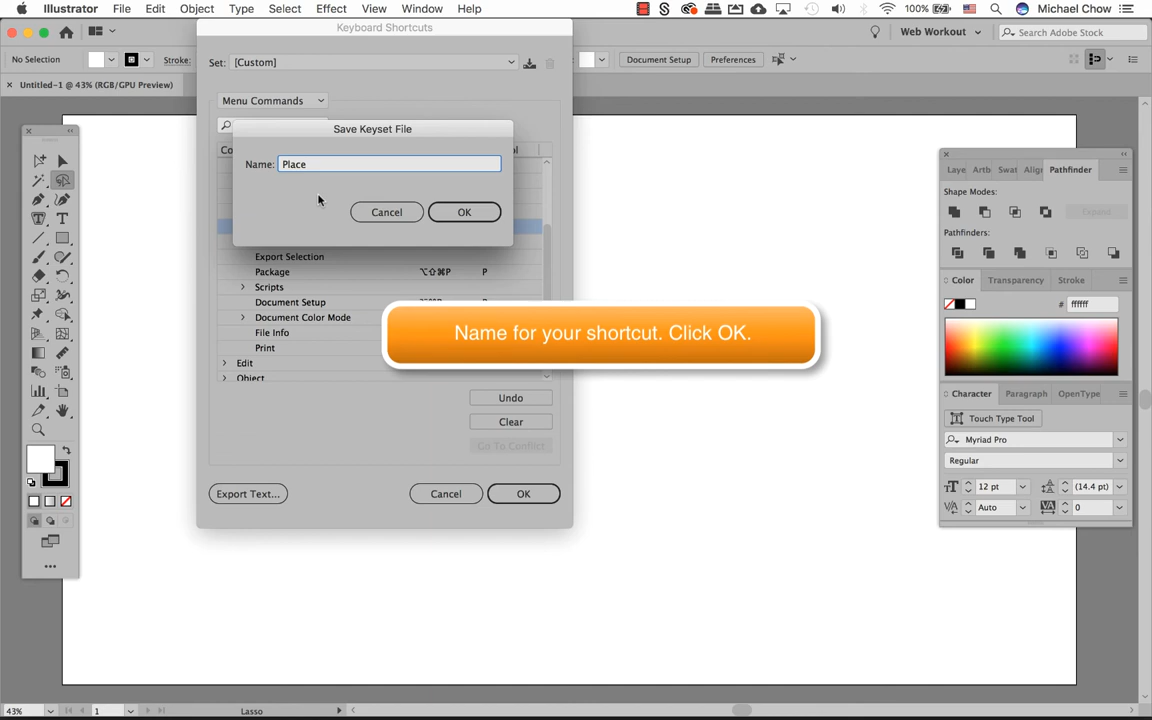 Illustrator File Edit Object Type Select Effect View Window Help 100% Michael Chow
Keyboard Shortcuts
Web Workout Search Adobe Stock
No Selection Stroke: Set: [Custom] Document Setup Preferences
Untitled-1 @ 43% (RGB/GPU Preview)
Menu Commands
Save Keyset File
Co ol
Name: Place
Cancel OK
Export Selection
Package ⌥⇧⌘P P
Scripts
Document Setup
Document Color Mode
File Info
Print
Edit
Object
Name for your shortcut. Click OK.
Undo
Clear
Go To Conflict
Export Text... Cancel OK
Laye Artb Swat Alig Pathfinder
Shape Modes:
Expand
Pathfinders:
Color Transparency Stroke
# ffffff
Character Paragraph OpenType
Touch Type Tool
Myriad Pro
Regular
12 pt (14.4 pt)
Auto 0
43% 1 Lasso